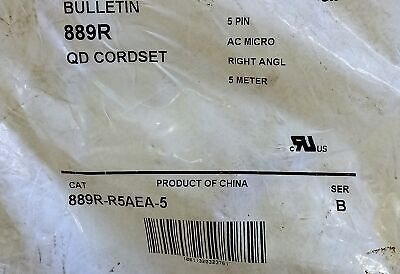 BULLETIN
889R
QD CORDSET
5 PIN
AC MICRO
RIGHT ANGL
5 METER
c RU US
PRODUCT OF CHINA
CAT
889R-R5AEA-5
SER
B